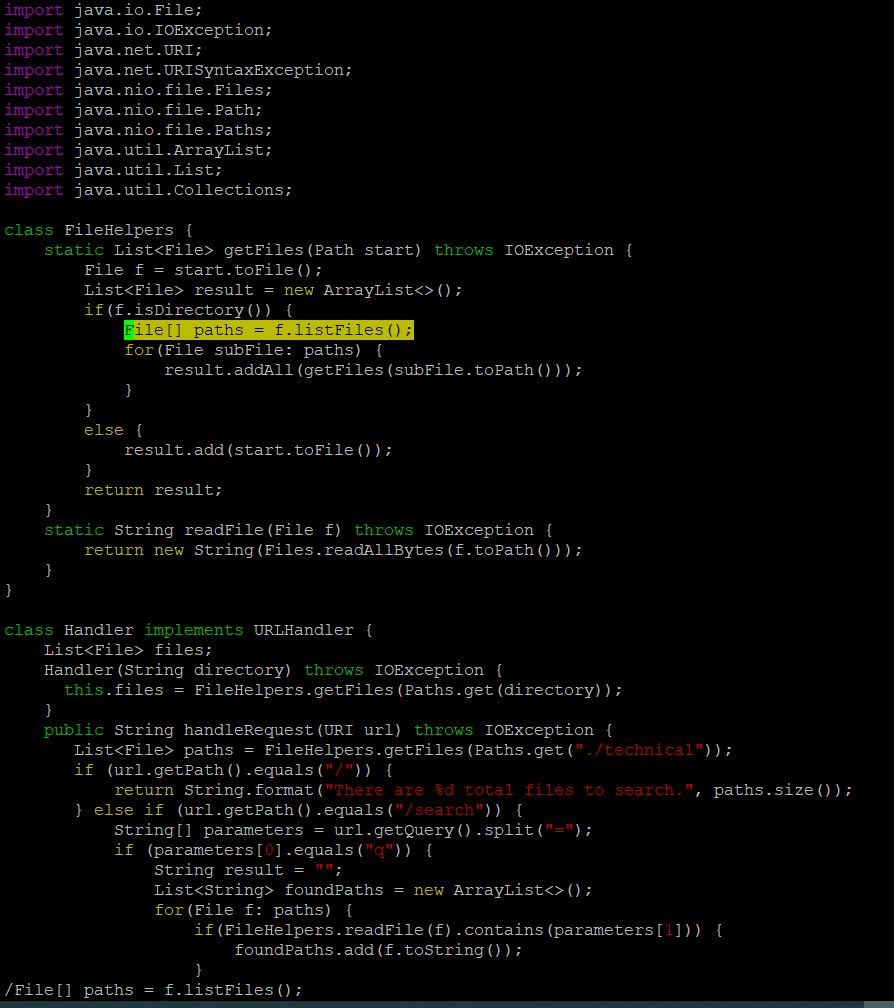 import java.io.File;
import java.io.IOException;
import java.net.URI;
import java.net.URISyntaxException;
import java.nio.file.Files;
import java.nio.file.Path;
import java.nio.file.Paths;
import java.util.ArrayList;
import java.util.List;
import java.util.Collections;

class FileHelpers {
    static List<File> getFiles(Path start) throws IOException {
        File f = start.toFile();
        List<File> result = new ArrayList<>();
        if(f.isDirectory()) {
            File[] paths = f.listFiles();
            for(File subFile: paths) {
                result.addAll(getFiles(subFile.toPath()));
            }
        }
        else {
            result.add(start.toFile());
        }
        return result;
    }
    static String readFile(File f) throws IOException {
        return new String(Files.readAllBytes(f.toPath()));
    }
}

class Handler implements URLHandler {
    List<File> files;
    Handler(String directory) throws IOException {
      this.files = FileHelpers.getFiles(Paths.get(directory));
    }
    public String handleRequest(URI url) throws IOException {
       List<File> paths = FileHelpers.getFiles(Paths.get("./technical"));
       if (url.getPath().equals("/")) {
           return String.format("There are %d total files to search.", paths.size());
       } else if (url.getPath().equals("/search")) {
           String[] parameters = url.getQuery().split("=");
           if (parameters[0].equals("q")) {
               String result = "";
               List<String> foundPaths = new ArrayList<>();
               for(File f: paths) {
                   if(FileHelpers.readFile(f).contains(parameters[1])) {
                       foundPaths.add(f.toString());
                   }
/File[] paths = f.listFiles();